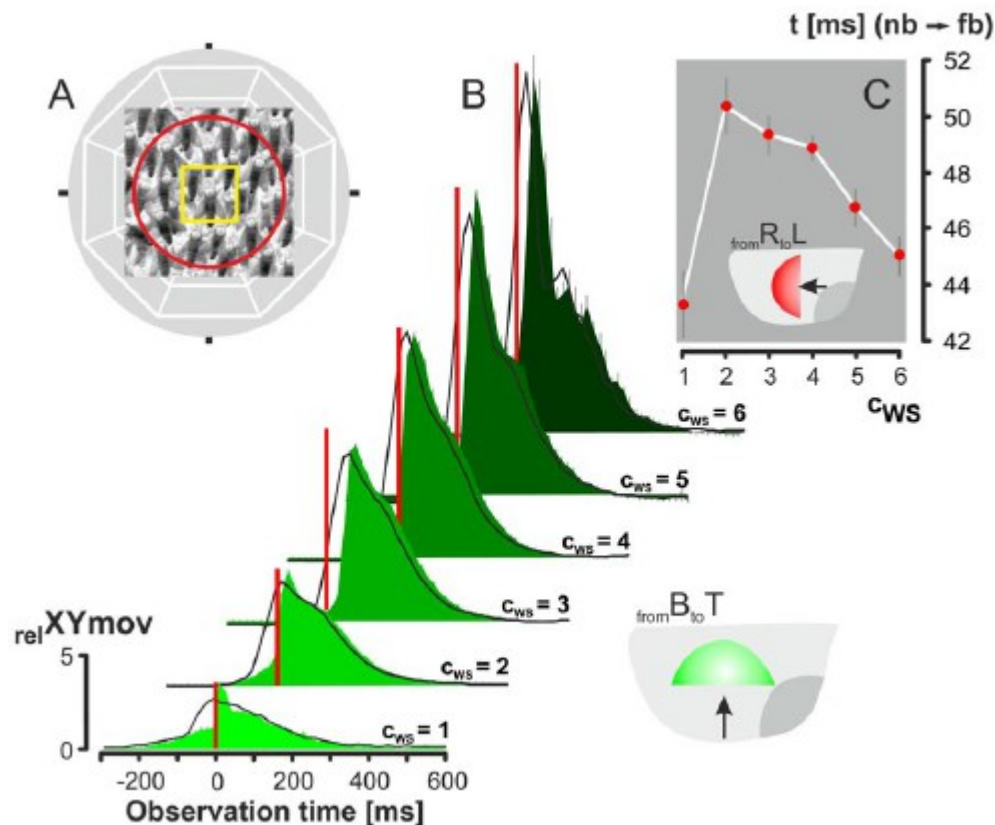 A
B
C
t [ms] (nb → fb)
52
50
48
46
44
42
fromRtoL
1 2 3 4 5 6
cWS
cWS = 6
cWS = 5
cWS = 4
cWS = 3
cWS = 2
cWS = 1
relXYmov
5
0
-200 0 200 400 600
Observation time [ms]
fromBtoT